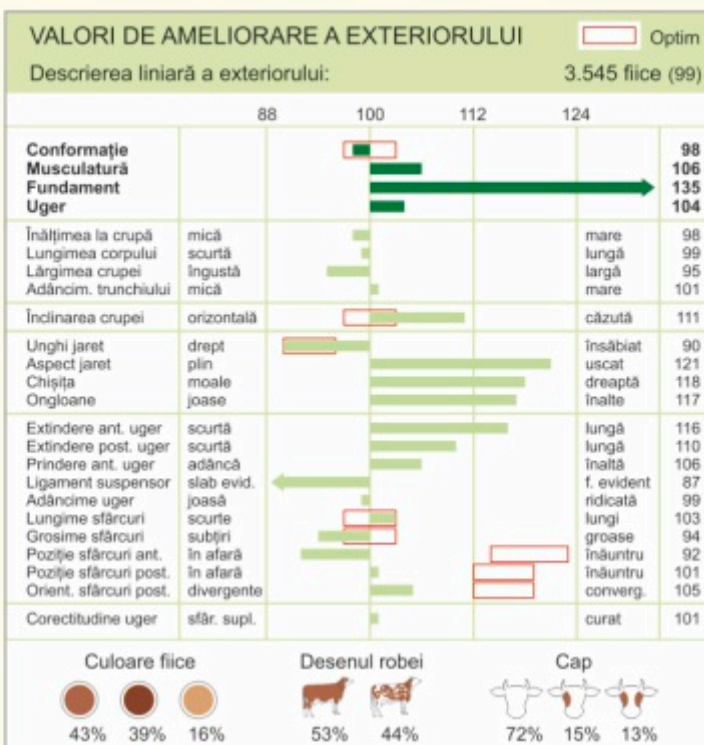 VALORI DE AMELIORARE A EXTERIORULUI Optim
Descrierea liniară a exteriorului: 3.545 fiice (99)
88 100 112 124
Conformație 98
Musculatură 106
Fundament 135
Uger 104
Înălțimea la crupă mică mare 98
Lungimea corpului scurtă lungă 99
Lărgimea crupei îngustă largă 95
Adâncim. trunchiului mică mare 101
Înclinarea crupei orizontală căzută 111
Unghi jaret drept însăbiat 90
Aspect jaret plin uscat 121
Chișița moale dreaptă 118
Ongloane joase înalte 117
Extindere ant. uger scurtă lungă 116
Extindere post. uger scurtă lungă 110
Prindere ant. uger adâncă înaltă 106
Ligament suspensor slab evid. f. evident 87
Adâncime uger joasă ridicată 99
Lungime sfârcuri scurte lungi 103
Grosime sfârcuri subțiri groase 94
Poziție sfârcuri ant. în afară înăuntru 92
Poziție sfârcuri post. în afară înăuntru 101
Orient. sfârcuri post. divergente converg. 105
Corectitudine uger sfâr. supl. curat 101
Culoare fiice Desenul robei Cap
43% 39% 16% 53% 44% 72% 15% 13%